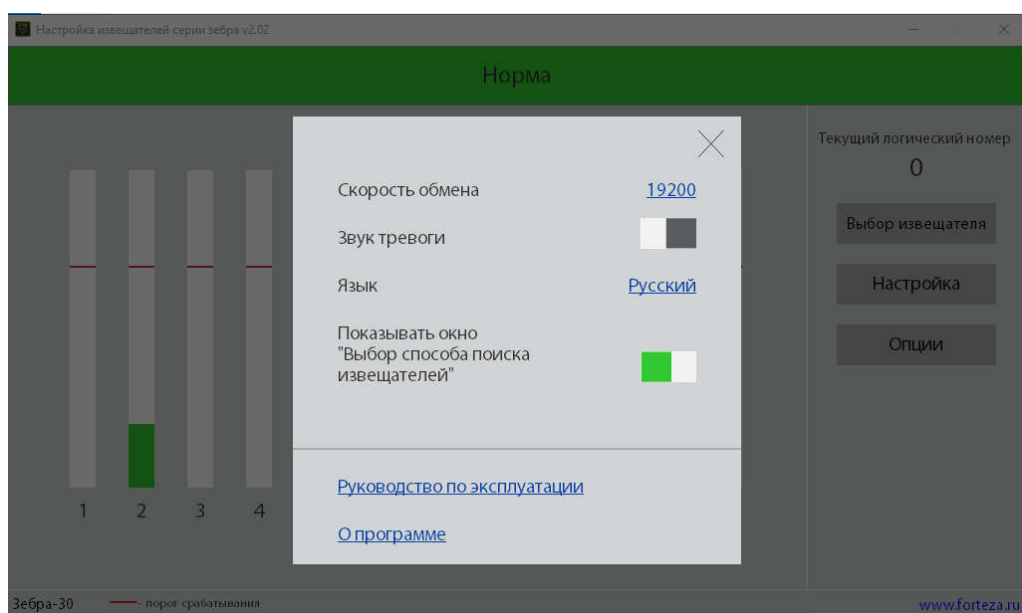 Настройка извещателей серии зебра v2.02
Норма
Текущий логический номер
0
Выбор извещателя
Настройка
Опции
Скорость обмена 19200
Звук тревоги
Язык Русский
Показывать окно
"Выбор способа поиска
извещателей"
Руководство по эксплуатации
О программе
1 2 3 4
Зебра-30 - порог срабатывания www.forteza.ru